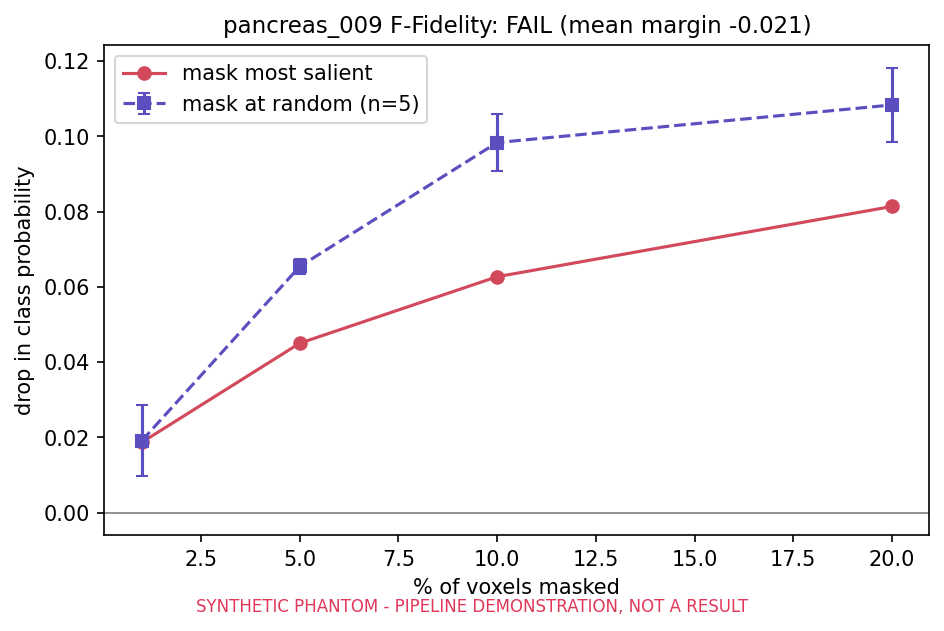 pancreas_009 F-Fidelity: FAIL (mean margin -0.021)
mask most salient
mask at random (n=5)
drop in class probability
0.12
0.10
0.08
0.06
0.04
0.02
0.00
2.5 5.0 7.5 10.0 12.5 15.0 17.5 20.0
% of voxels masked
SYNTHETIC PHANTOM - PIPELINE DEMONSTRATION, NOT A RESULT